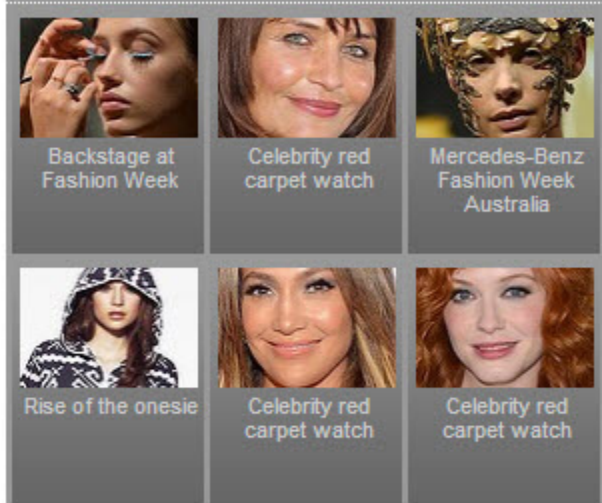 Backstage at
Fashion Week
Celebrity red
carpet watch
Mercedes-Benz
Fashion Week
Australia
Rise of the onesie
Celebrity red
carpet watch
Celebrity red
carpet watch